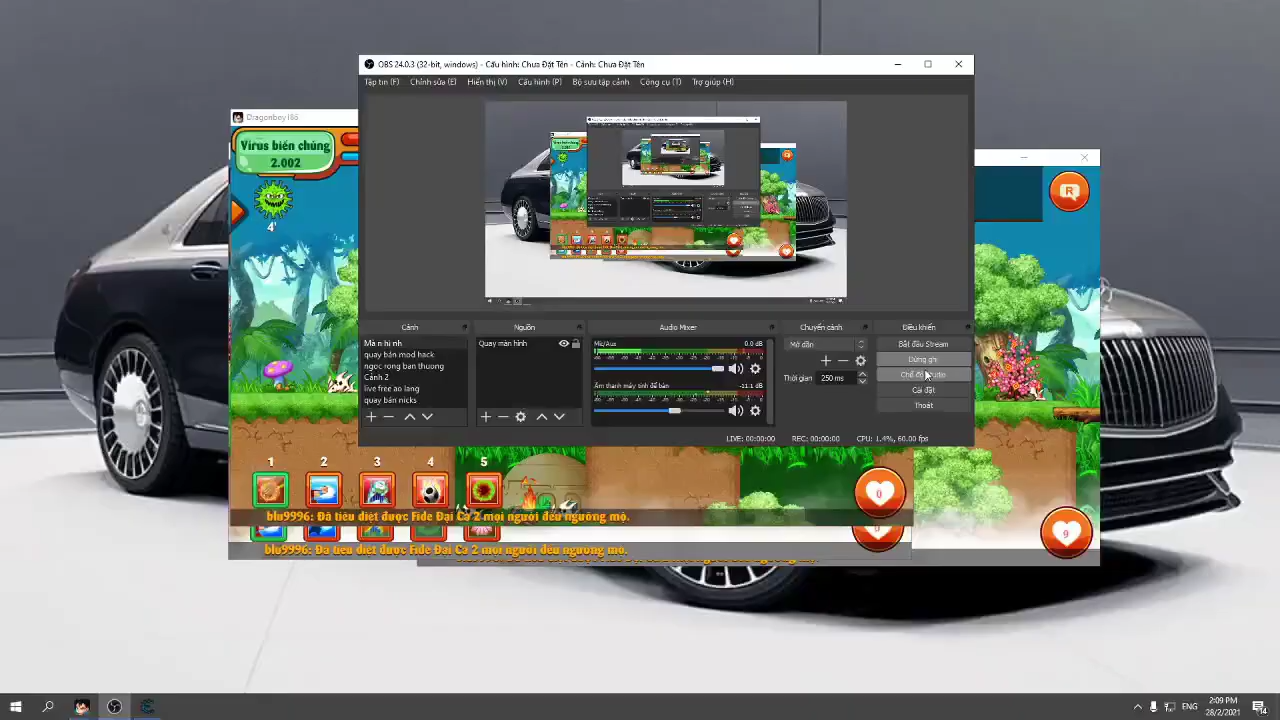 OBS 24.0.3 (32-bit, windows) - Cấu hình: Chưa Đặt Tên - Cảnh: Chưa Đặt Tên
Tập tin (F) Chỉnh sửa (E) Hiển thị (V) Cấu hình (P) Bộ sưu tập cảnh Công cụ (T) Trợ giúp (H)
Dragonboy
Virus biến chủng
2.002
4'
R
Cảnh Nguồn Audio Mixer Chuyển cảnh Điều khiển
Màn hình
quay bán mod hack
ngọc rong ban thuong
Cảnh 2
live free ao lang
quay bán nicks
Quay màn hình
Mic/Aux 0.0 dB
Âm thanh máy tính để bàn -11.1 dB
Mờ dần
Thời gian 250 ms
Bắt đầu Stream
Dừng ghi
Cài đặt
Thoát
LIVE: 00:00:00 REC: 00:00:00 CPU: 1.4%, 60.00 fps
1 2 3 4 5
0
blu9996: Đã tiêu diệt được Fide Đại Ca 2 mọi người đều ngưỡng mộ.
9
blu9996: Đã tiêu diệt được Fide Đại Ca 2 mọi người đều ngưỡng mộ.
ENG
2:09 PM
28/2/2021